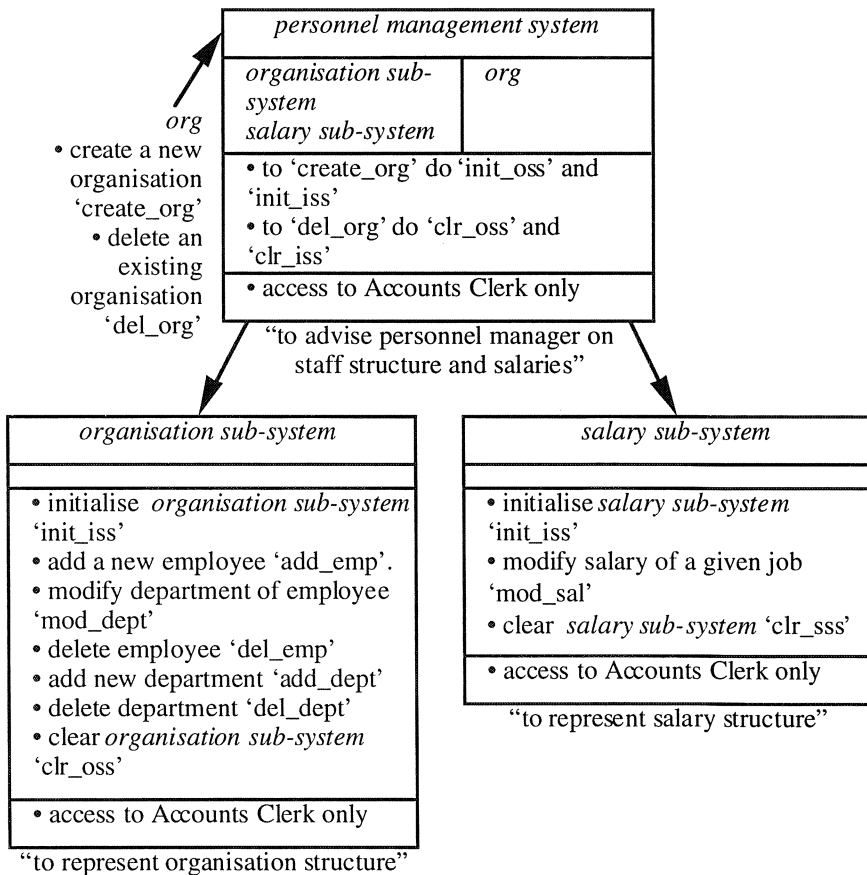 personnel management system
organisation sub-
system
salary sub-system
org
• to ‘create_org’ do ‘init_oss’ and
‘init_iss’
• to ‘del_org’ do ‘clr_oss’ and
‘clr_iss’
• access to Accounts Clerk only
“to advise personnel manager on
staff structure and salaries”
org
• create a new
organisation
‘create_org’
• delete an
existing
organisation
‘del_org’
organisation sub-system
• initialise organisation sub-system
‘init_iss’
• add a new employee ‘add_emp’.
• modify department of employee
‘mod_dept’
• delete employee ‘del_emp’
• add new department ‘add_dept’
• delete department ‘del_dept’
• clear organisation sub-system
‘clr_oss’
• access to Accounts Clerk only
“to represent organisation structure”
salary sub-system
• initialise salary sub-system
‘init_iss’
• modify salary of a given job
‘mod_sal’
• clear salary sub-system ‘clr_sss’
• access to Accounts Clerk only
“to represent salary structure”